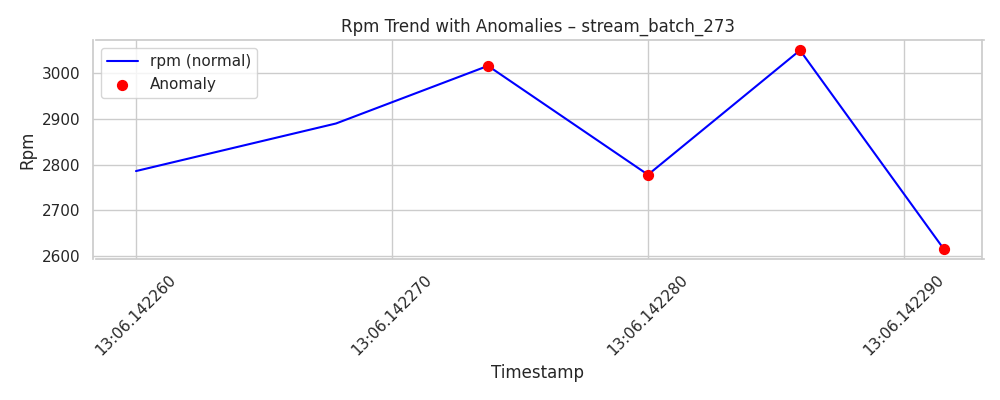 Rpm Trend with Anomalies – stream_batch_273
rpm (normal)
Anomaly
Rpm
3000
2900
2800
2700
2600
13:06.142260
13:06.142270
13:06.142280
13:06.142290
Timestamp